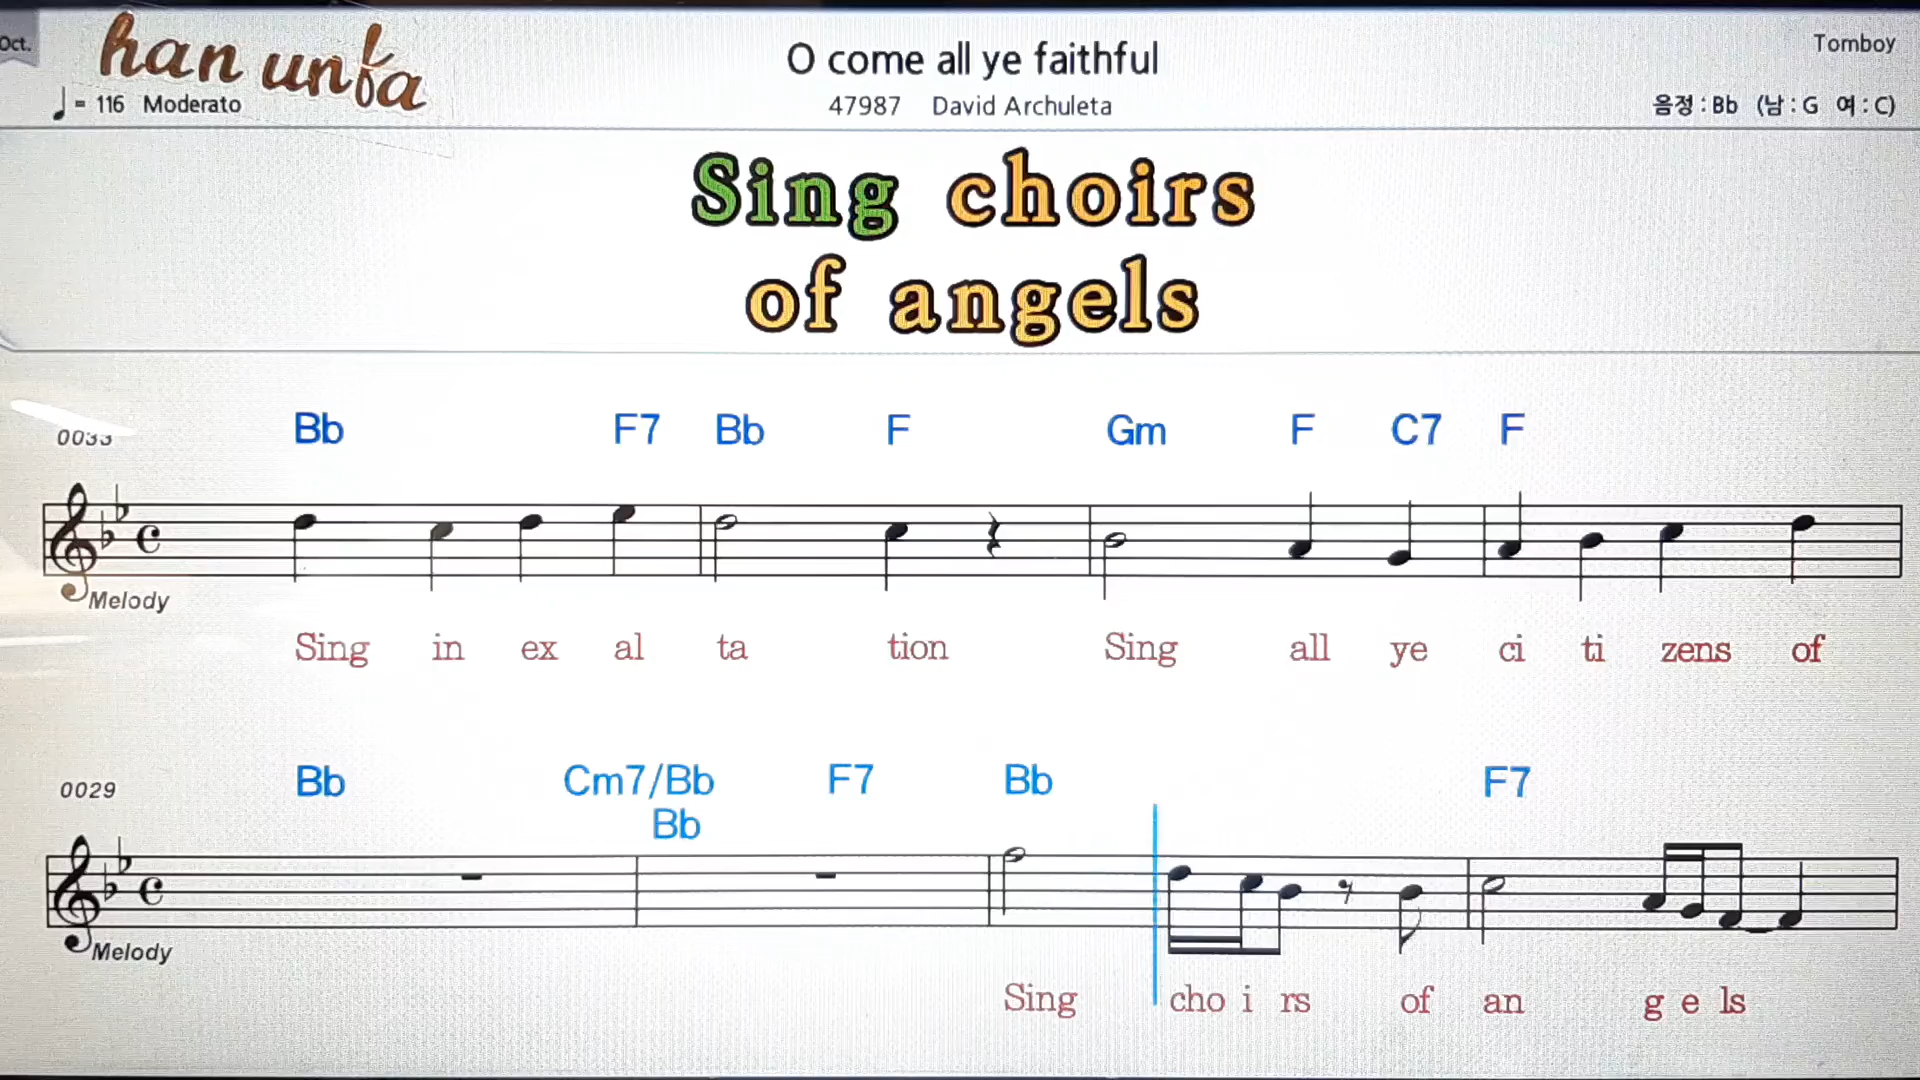 Oct.
han unfa
O come all ye faithful
Tomboy
♩= 116 Moderato
47987 David Archuleta
음정 : Bb (남 : G 여 : C)
Sing choirs
of angels
0033
Bb F7 Bb F Gm F C7 F
Melody
Sing in ex al ta tion Sing all ye ci ti zens of
0029
Bb Cm7/Bb F7 Bb F7
Bb
Melody
Sing cho i rs of an g e ls